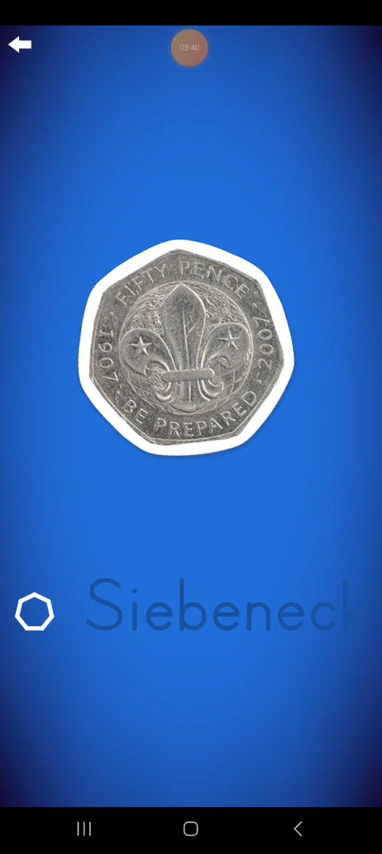 03:40
FIFTY PENCE
1907 2007
BE PREPARED
Siebeneck